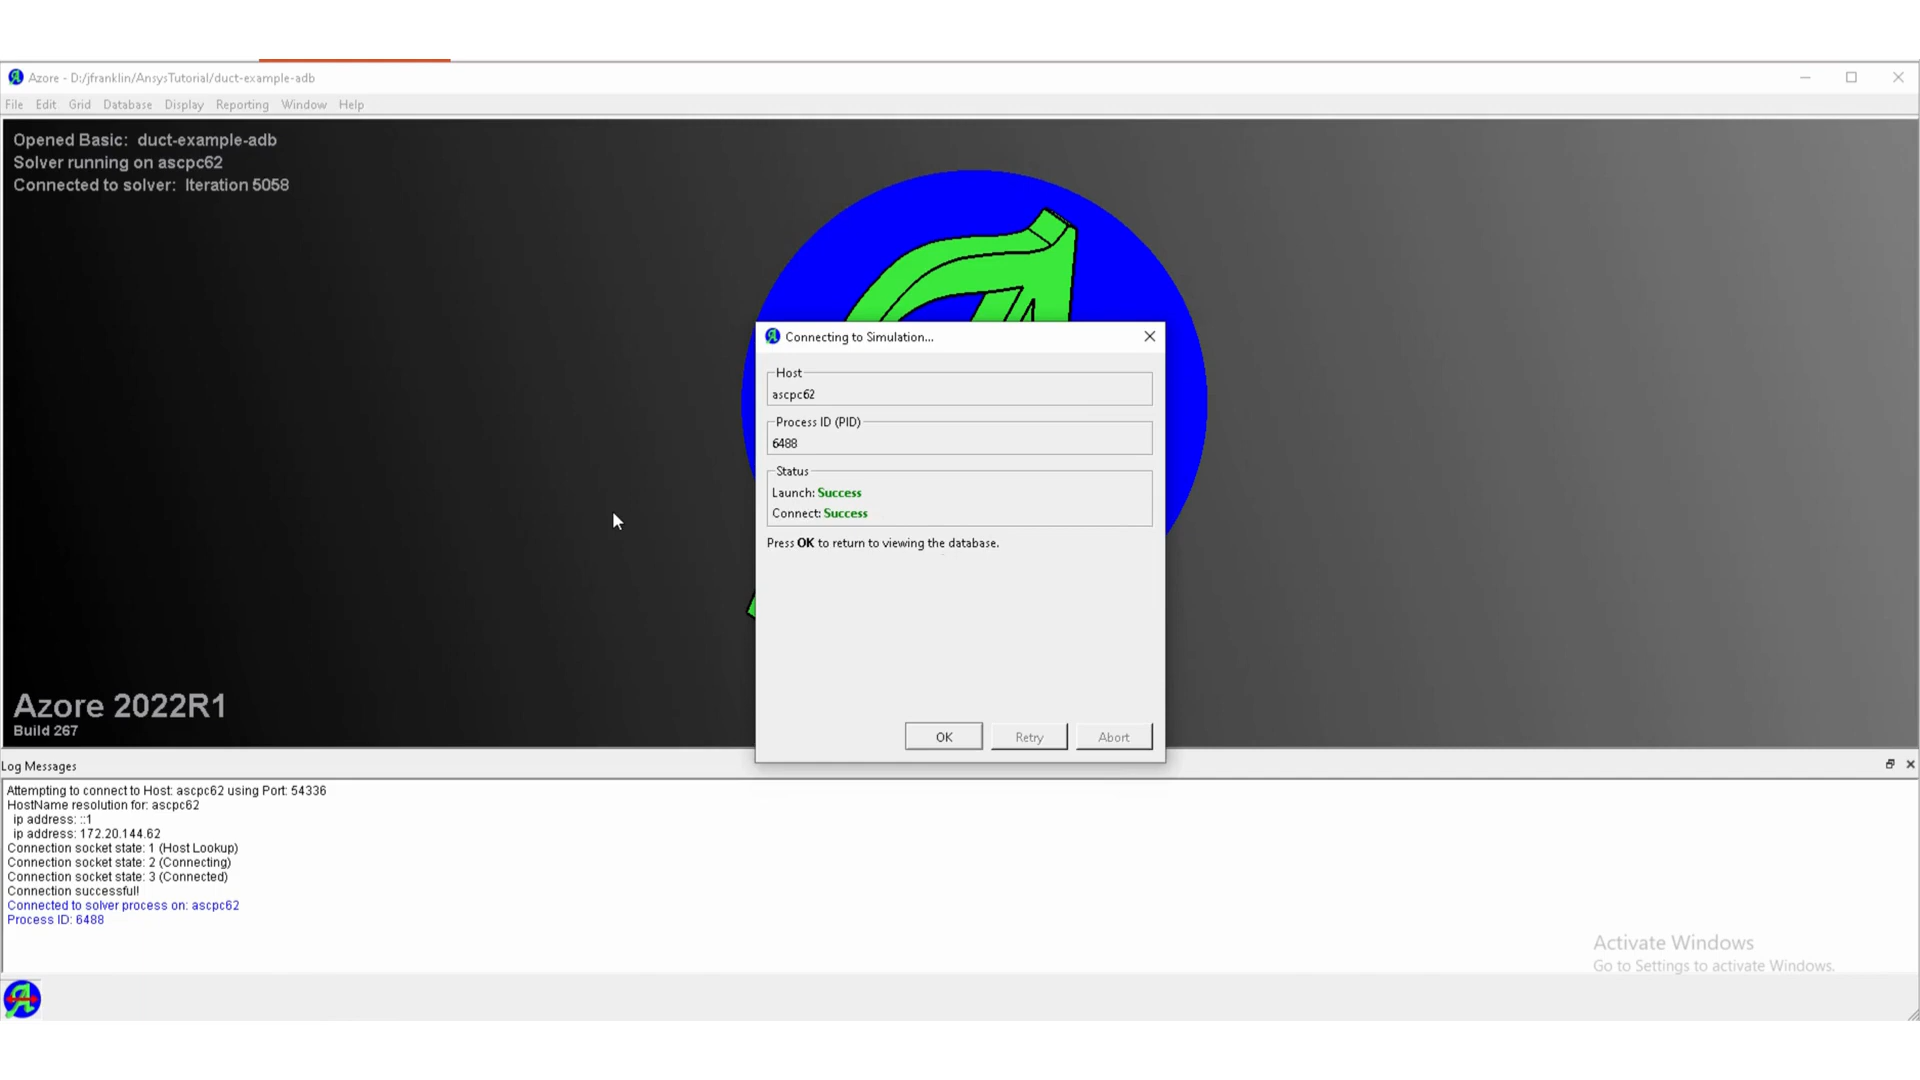 Azore - D:/jfranklin/AnsysTutorial/duct-example-adb
File Edit Grid Database Display Reporting Window Help
Opened Basic: duct-example-adb
Solver running on ascpc62
Connected to solver: Iteration 5058
Connecting to Simulation...
Host
ascpc62
Process ID (PID)
6488
Status
Launch: Success
Connect: Success
Press OK to return to viewing the database.
OK Retry Abort
Azore 2022R1
Build 267
Log Messages
Attempting to connect to Host: ascpc62 using Port: 54336
HostName resolution for: ascpc62
ip address: ::1
ip address: 172.20.144.62
Connection socket state: 1 (Host Lookup)
Connection socket state: 2 (Connecting)
Connection socket state: 3 (Connected)
Connection successful!
Connected to solver process on: ascpc62
Process ID: 6488
Activate Windows
Go to Settings to activate Windows.